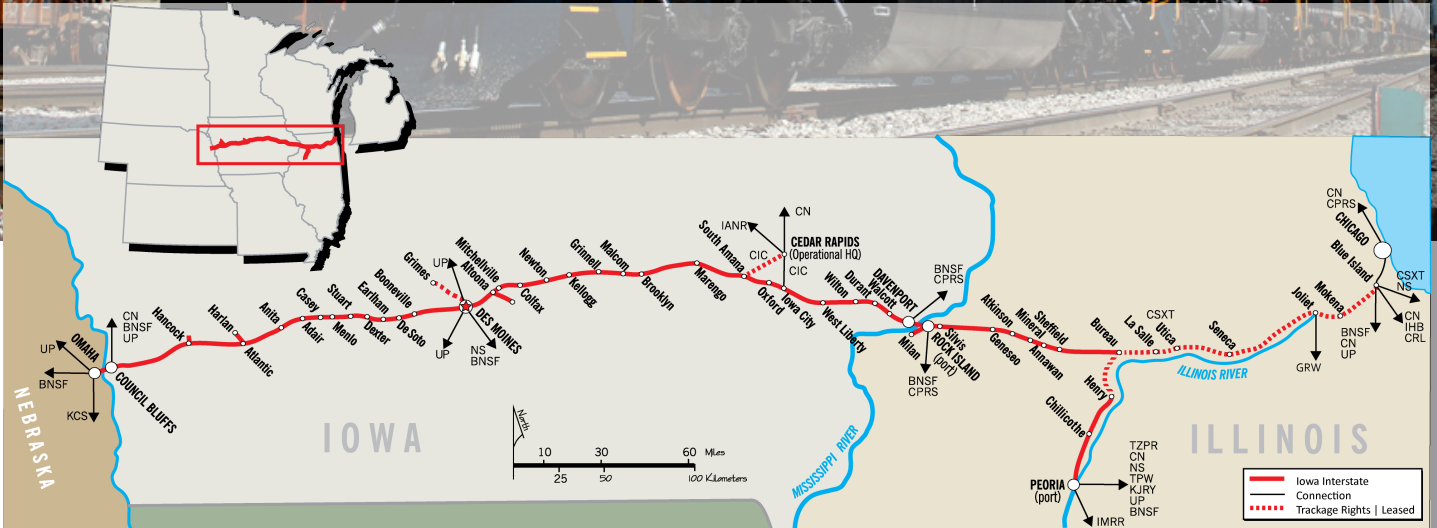 OMAHA
UP
BNSF
KCS
CN
BNSF
UP
COUNCIL BLUFFS
NEBRASKA
Hancock
Harlan
Atlantic
Anita
Casey
Adair
Stuart
Menlo
Earlham
Dexter
Booneville
De Soto
Grimes
UP
UP
DES MOINES
NS
BNSF
Mitchellville
Altoona
Colfax
Newton
Kellogg
Grinnell
Malcom
Brooklyn
Marengo
South Amana
IANR
CN
CIC
CIC
CEDAR RAPIDS
(Operational HQ)
Oxford
Iowa City
Wilton
West Liberty
Durant
Walcott
DAVENPORT
BNSF
CPRS
Milan
BNSF
CPRS
ROCK ISLAND
(port)
Silvis
IOWA
North
10 30 60 Miles
25 50 100 Kilometers
MISSISSIPPI RIVER
Atkinson
Geneseo
Mineral
Annawan
Sheffield
Bureau
Henry
Chillicothe
PEORIA
(port)
TZPR
CN
NS
TPW
KJRY
UP
BNSF
IMRR
CSXT
La Salle
Utica
Seneca
ILLINOIS RIVER
Joliet
GRW
Mokena
Blue Island
CHICAGO
CN
CPRS
CSXT
NS
CN
IHB
CRL
BNSF
CN
UP
ILLINOIS
Iowa Interstate
Connection
Trackage Rights | Leased